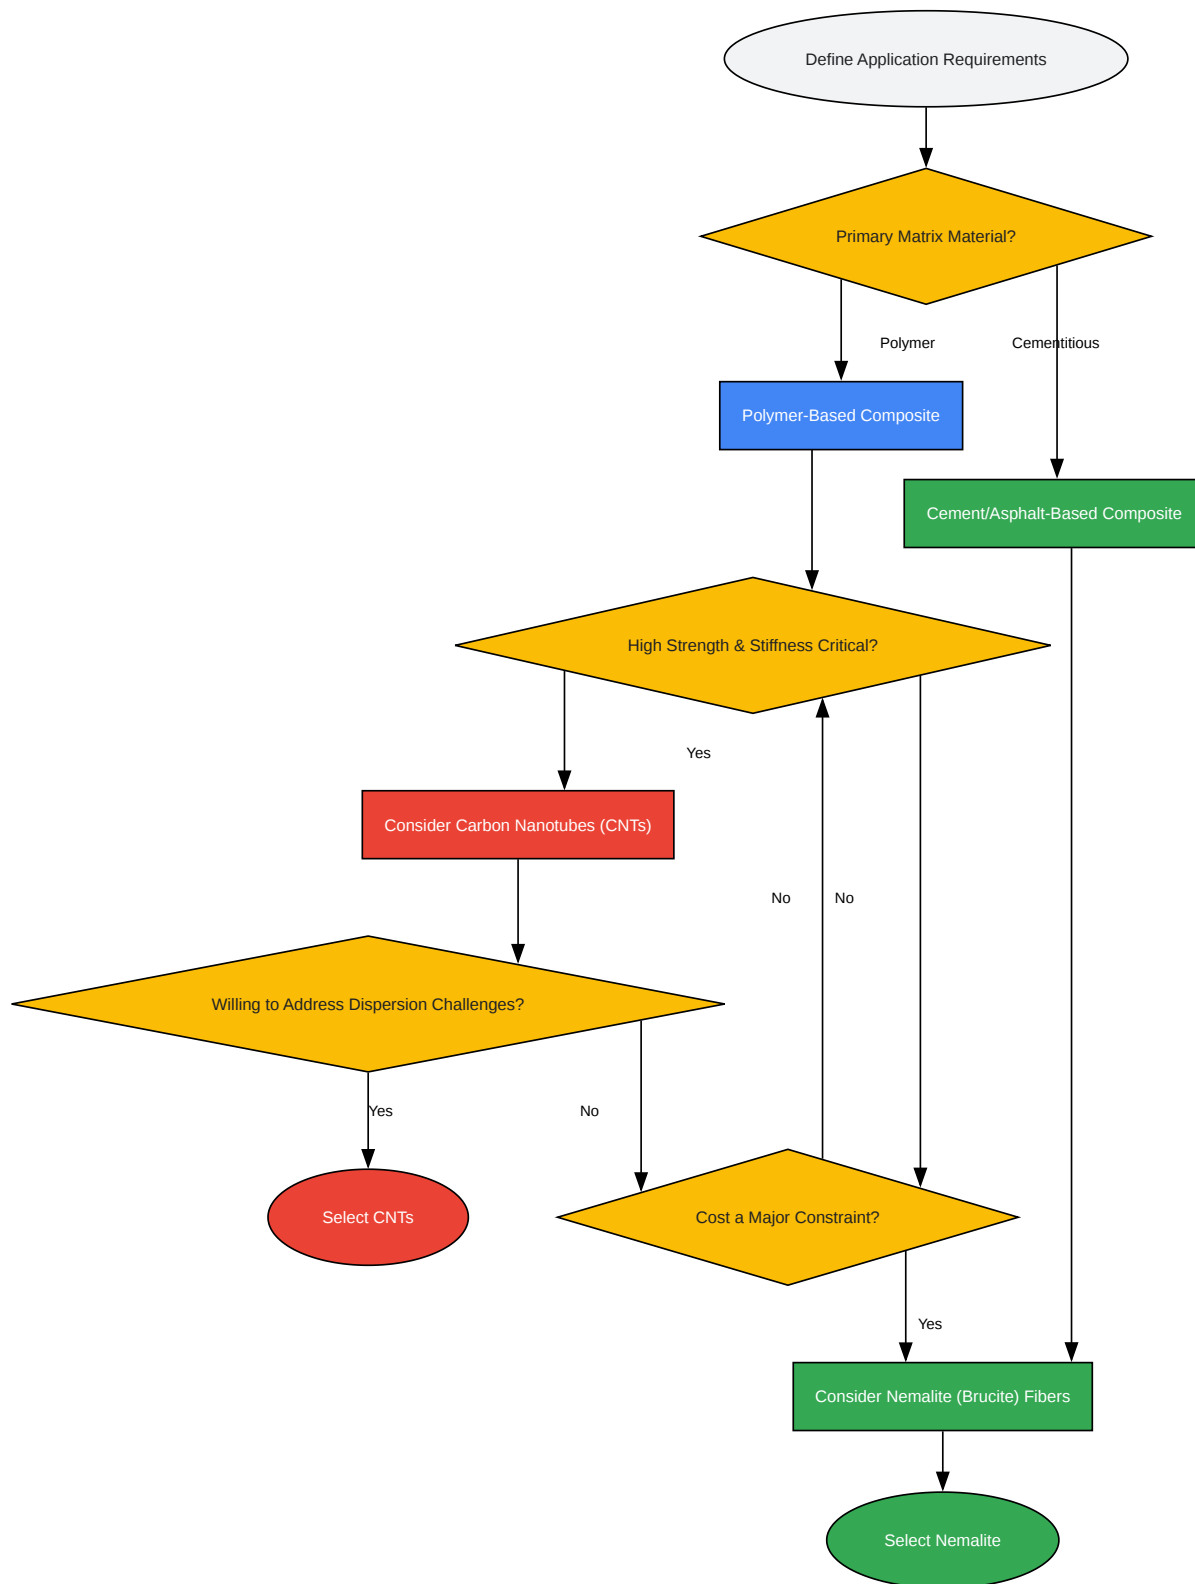 Define Application Requirements
Primary Matrix Material?
Polymer
Cementitious
Polymer-Based Composite
Cement/Asphalt-Based Composite
High Strength & Stiffness Critical?
Yes
Consider Carbon Nanotubes (CNTs)
No
No
Willing to Address Dispersion Challenges?
Yes
No
Select CNTs
Cost a Major Constraint?
Yes
Consider Nemalite (Brucite) Fibers
Select Nemalite